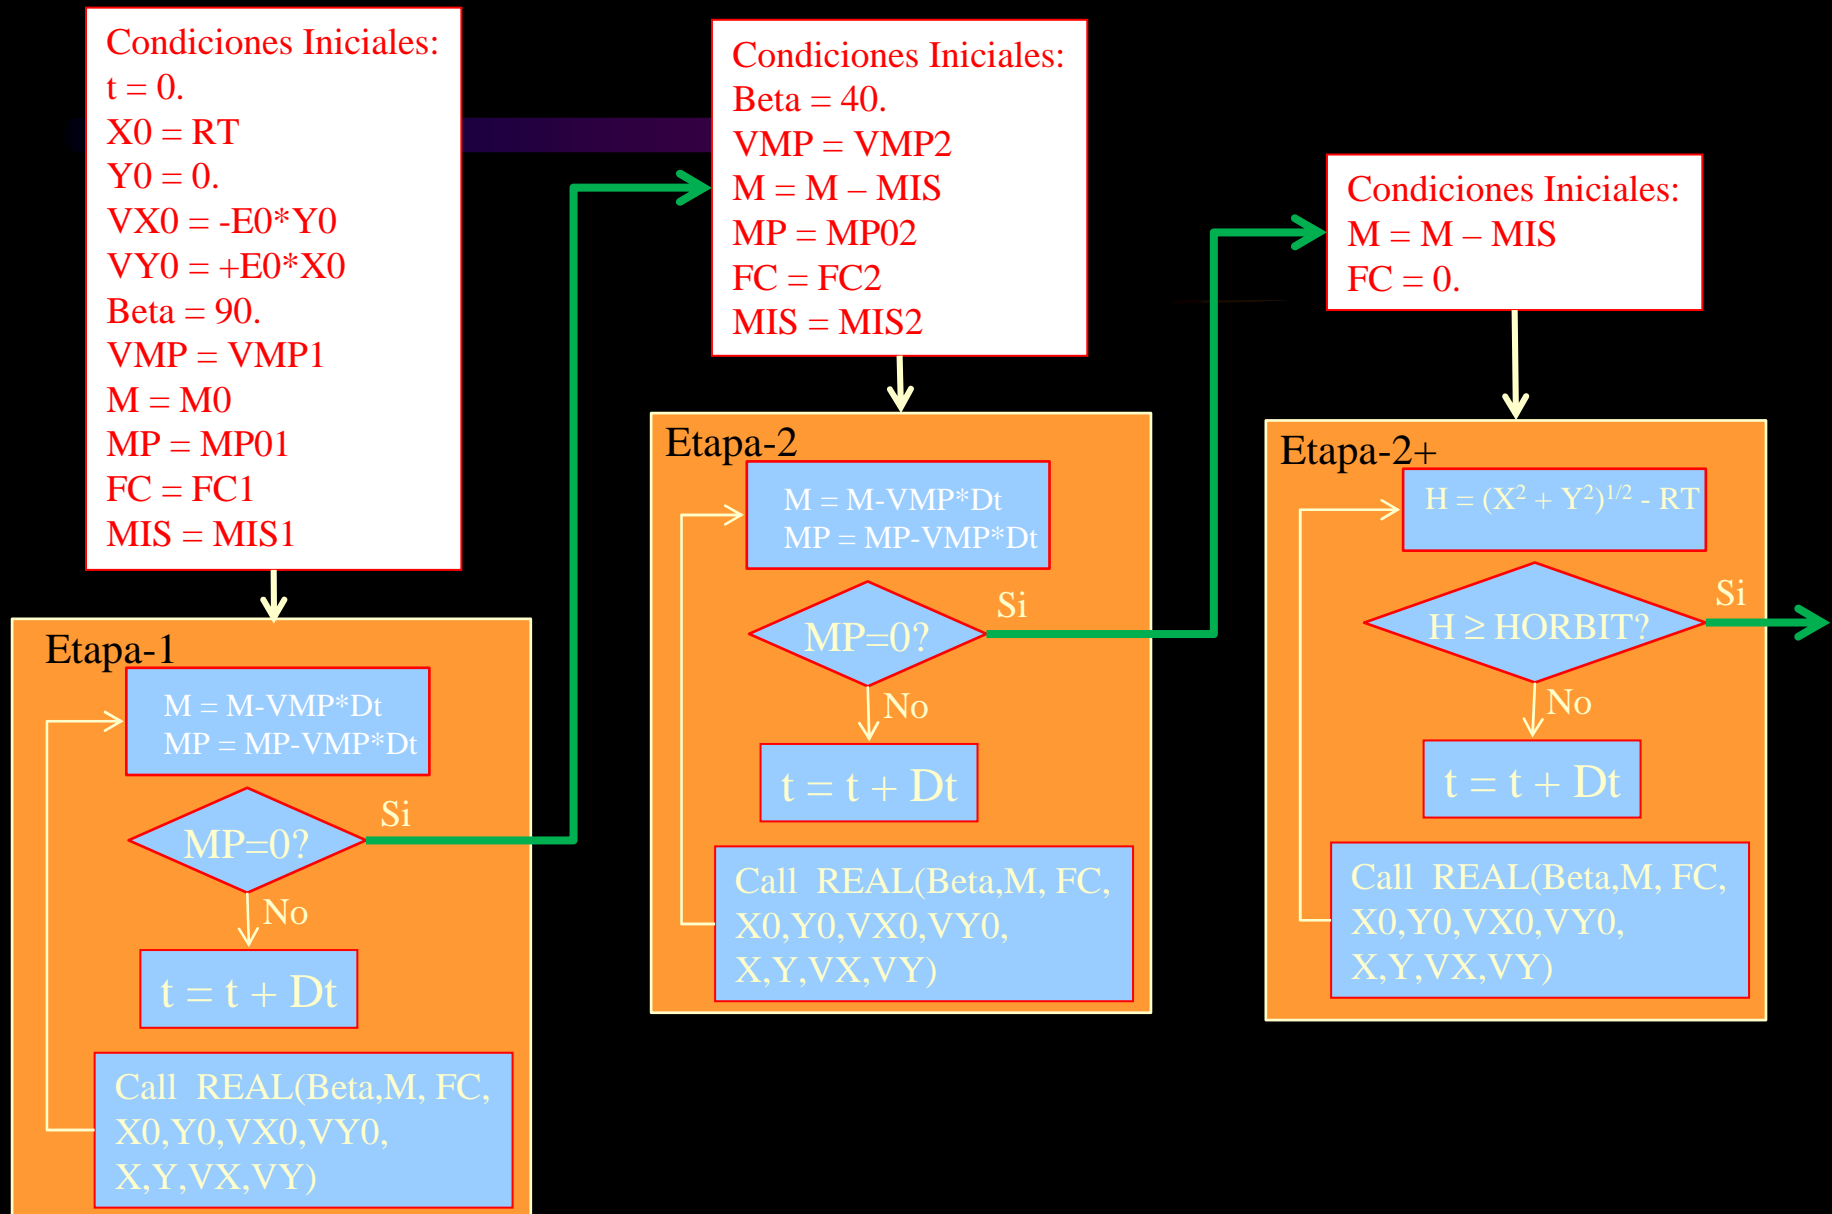 Condiciones Iniciales:
t = 0.
X0 = RT
Y0 = 0.
VX0 = -E0*Y0
VY0 = +E0*X0
Beta = 90.
VMP = VMP1
M = M0
MP = MP01
FC = FC1
MIS = MIS1
Etapa-1
M = M-VMP*Dt
MP = MP-VMP*Dt
MP=0?
Si
No
t = t + Dt
Call REAL(Beta,M, FC,
X0,Y0,VX0,VY0,
X,Y,VX,VY)
Condiciones Iniciales:
Beta = 40.
VMP = VMP2
M = M – MIS
MP = MP02
FC = FC2
MIS = MIS2
Etapa-2
M = M-VMP*Dt
MP = MP-VMP*Dt
MP=0?
Si
No
t = t + Dt
Call REAL(Beta,M, FC,
X0,Y0,VX0,VY0,
X,Y,VX,VY)
Condiciones Iniciales:
M = M – MIS
FC = 0.
Etapa-2+
H = (X² + Y²)¹/² - RT
H ≥ HORBIT?
Si
No
t = t + Dt
Call REAL(Beta,M, FC,
X0,Y0,VX0,VY0,
X,Y,VX,VY)